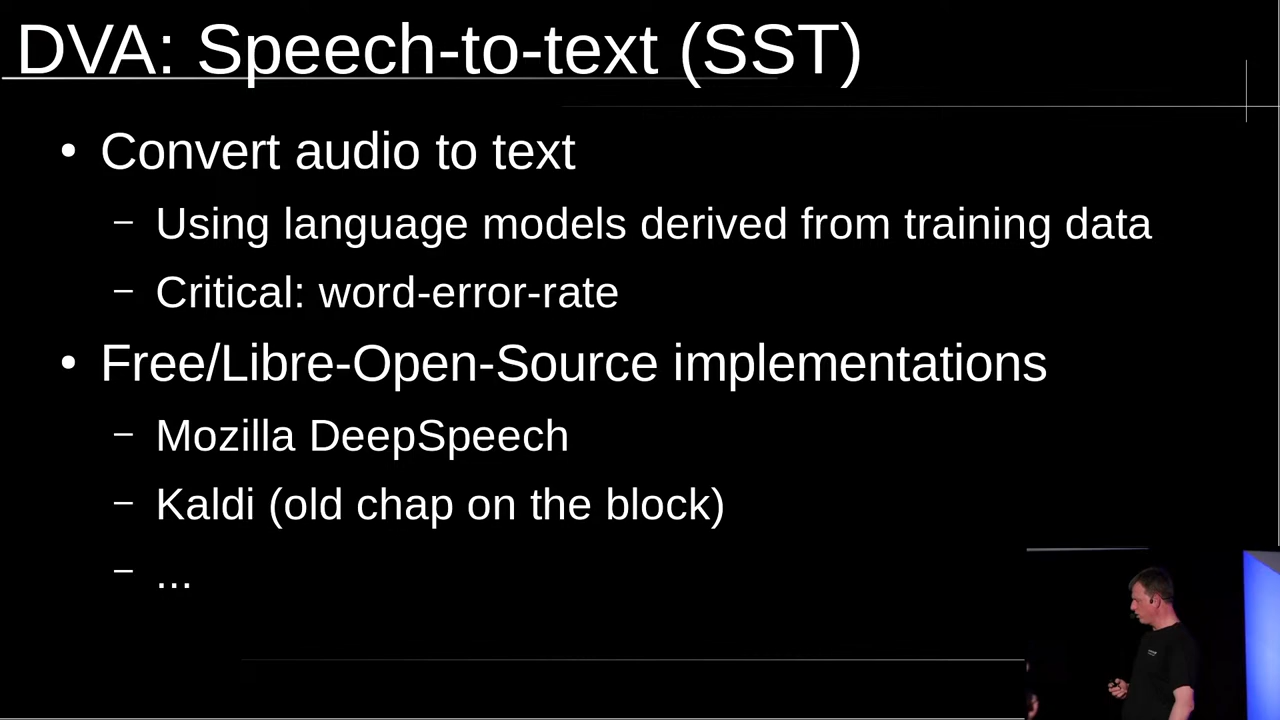 DVA: Speech-to-text (SST)
• Convert audio to text
– Using language models derived from training data
– Critical: word-error-rate
• Free/Libre-Open-Source implementations
– Mozilla DeepSpeech
– Kaldi (old chap on the block)
– ...